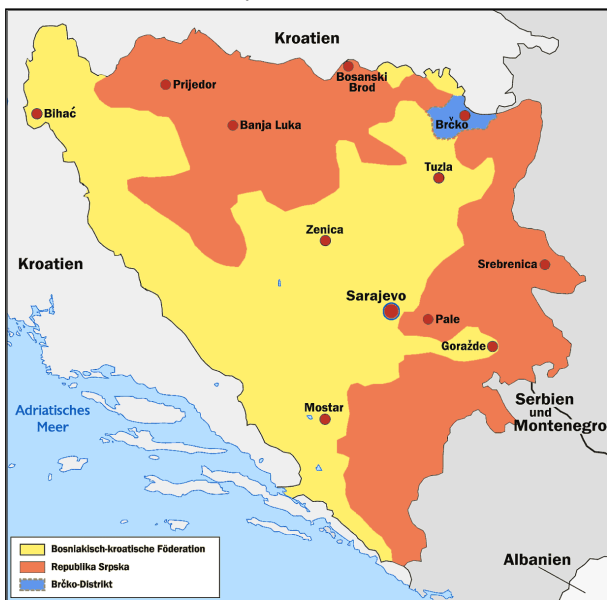 Kroatien
Bosanski
Brod
Prijedor
Bihać
Banja Luka
Brčko
Tuzla
Zenica
Kroatien
Srebrenica
Sarajevo
Pale
Goražde
Serbien
und
Montenegro
Adriatisches
Meer
Mostar
Bosniakisch-kroatische Föderation
Republika Srpska
Brčko-Distrikt
Albanien